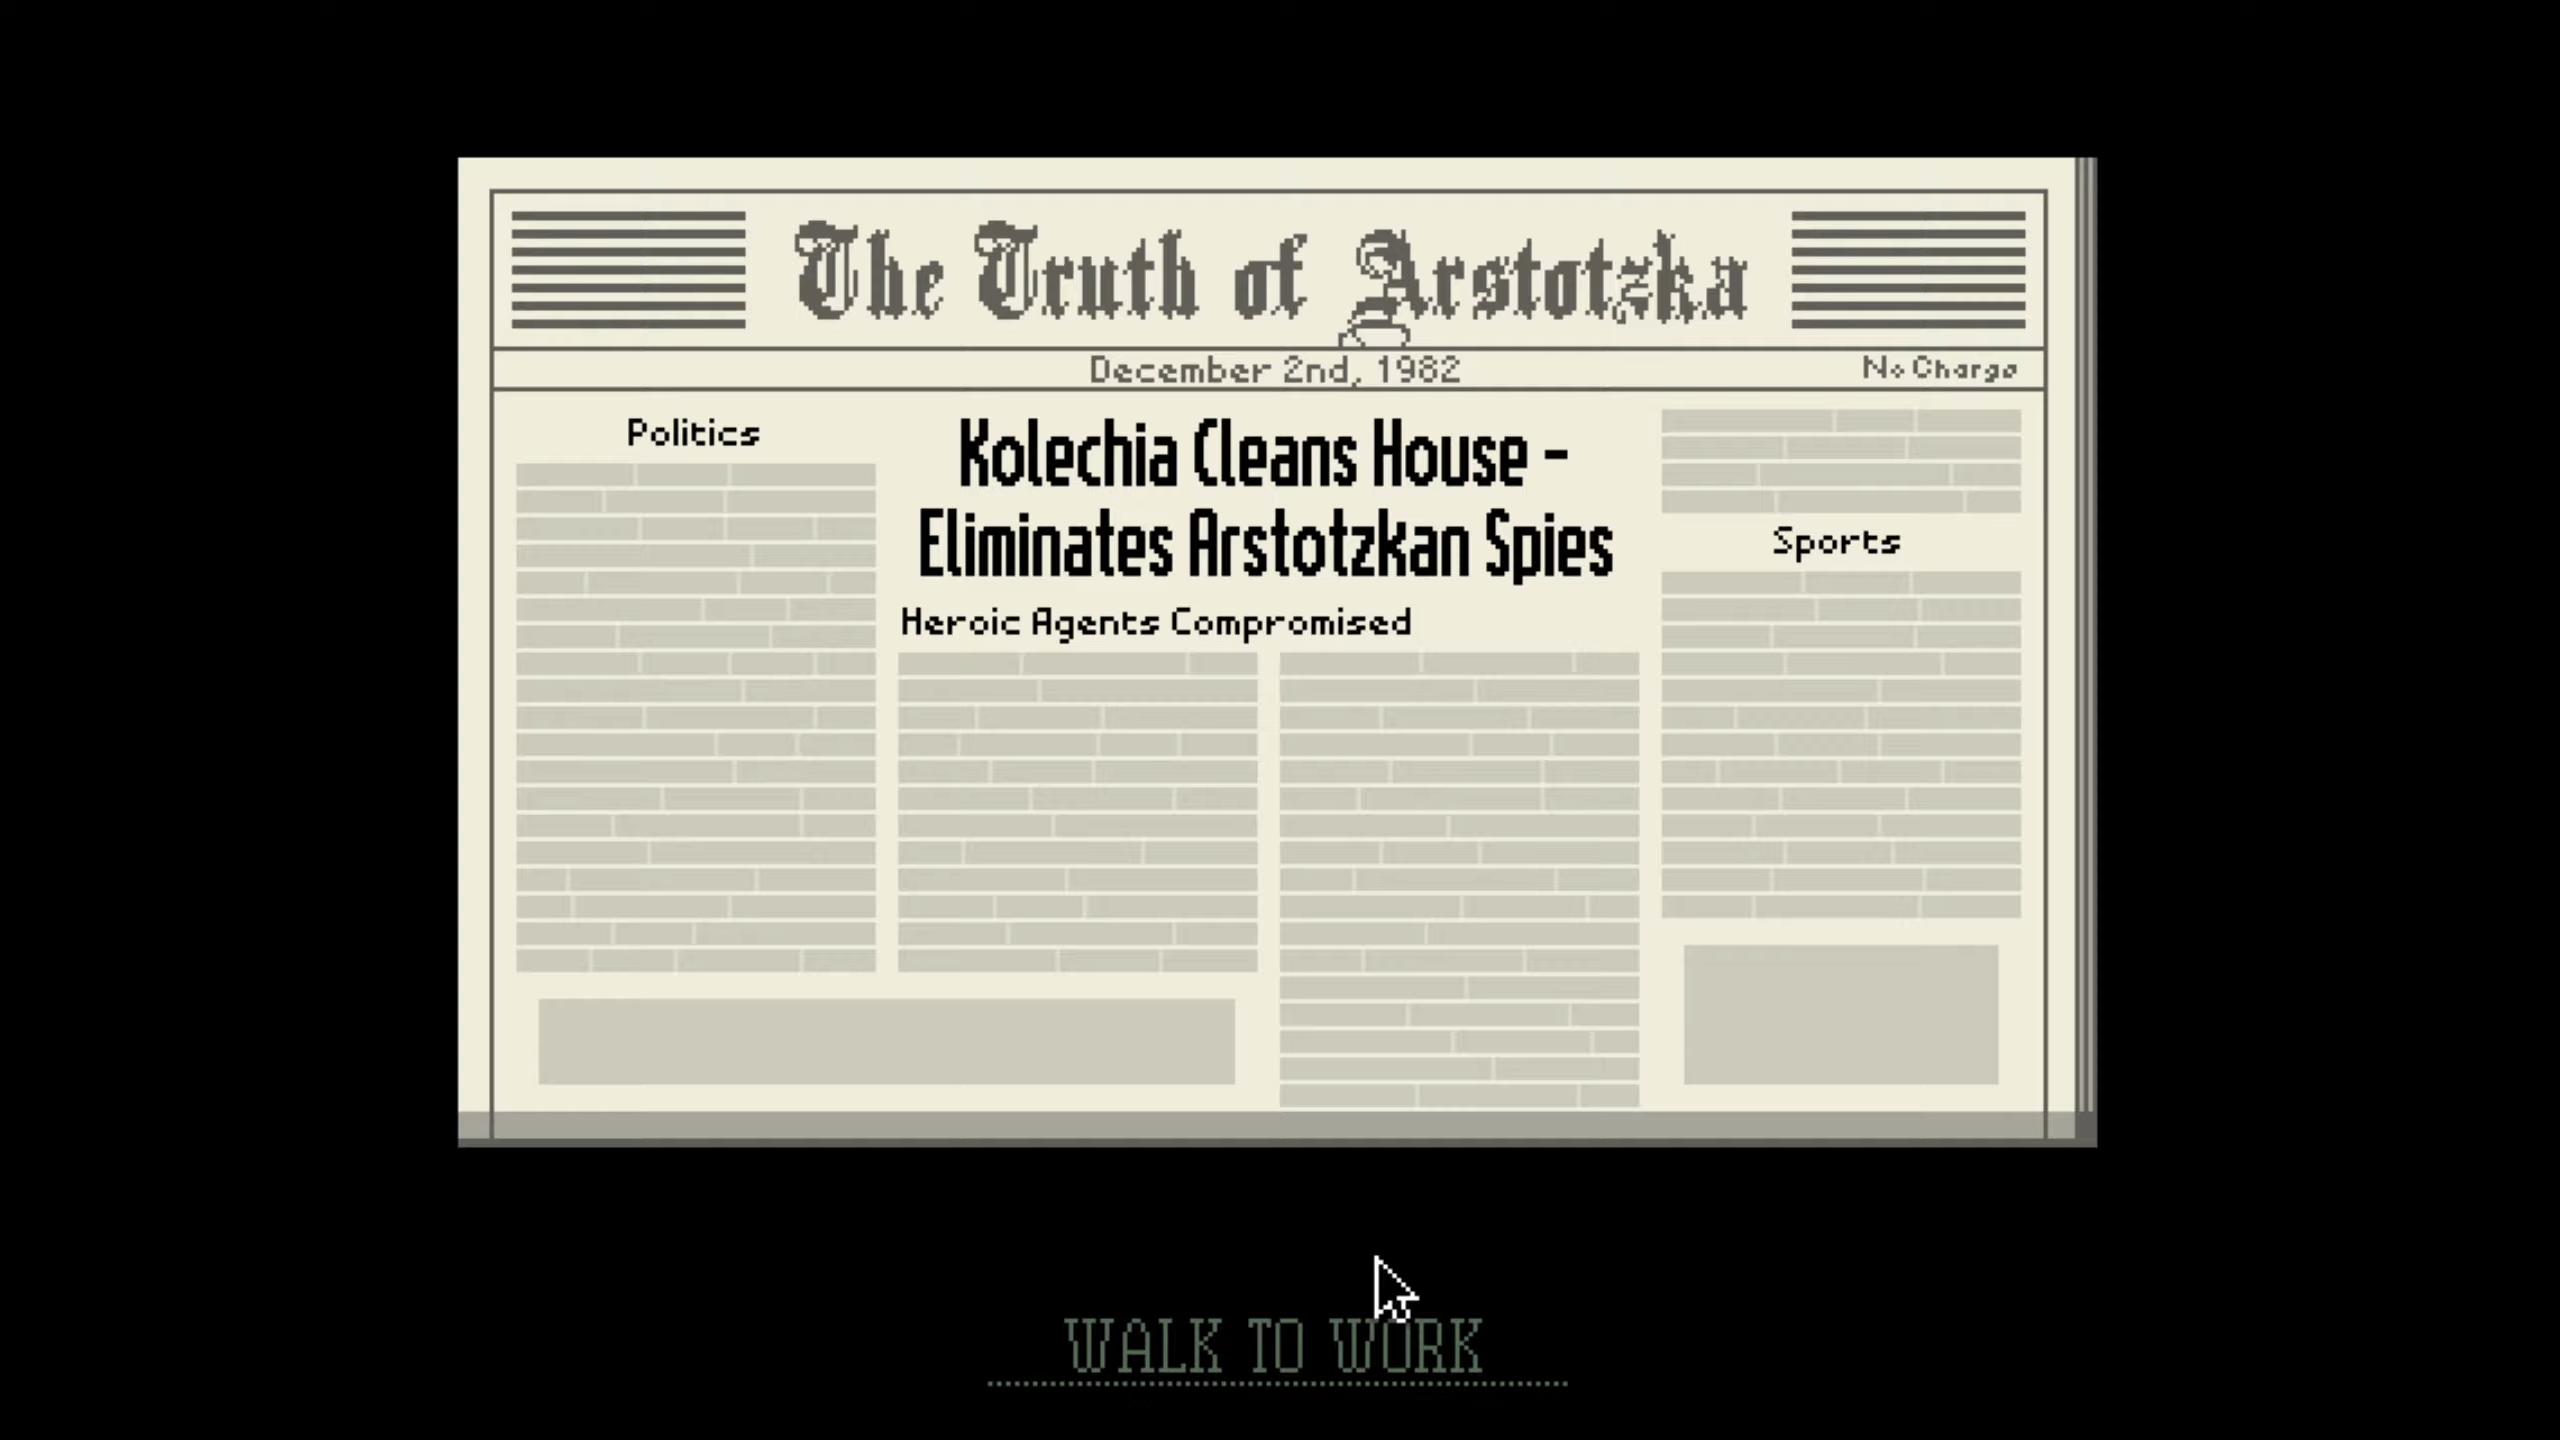 The Truth of Arstotzka
December 2nd, 1982
No Charge
Politics
Kolechia Cleans House -
Eliminates Arstotzkan Spies
Heroic Agents Compromised
Sports
WALK TO WORK